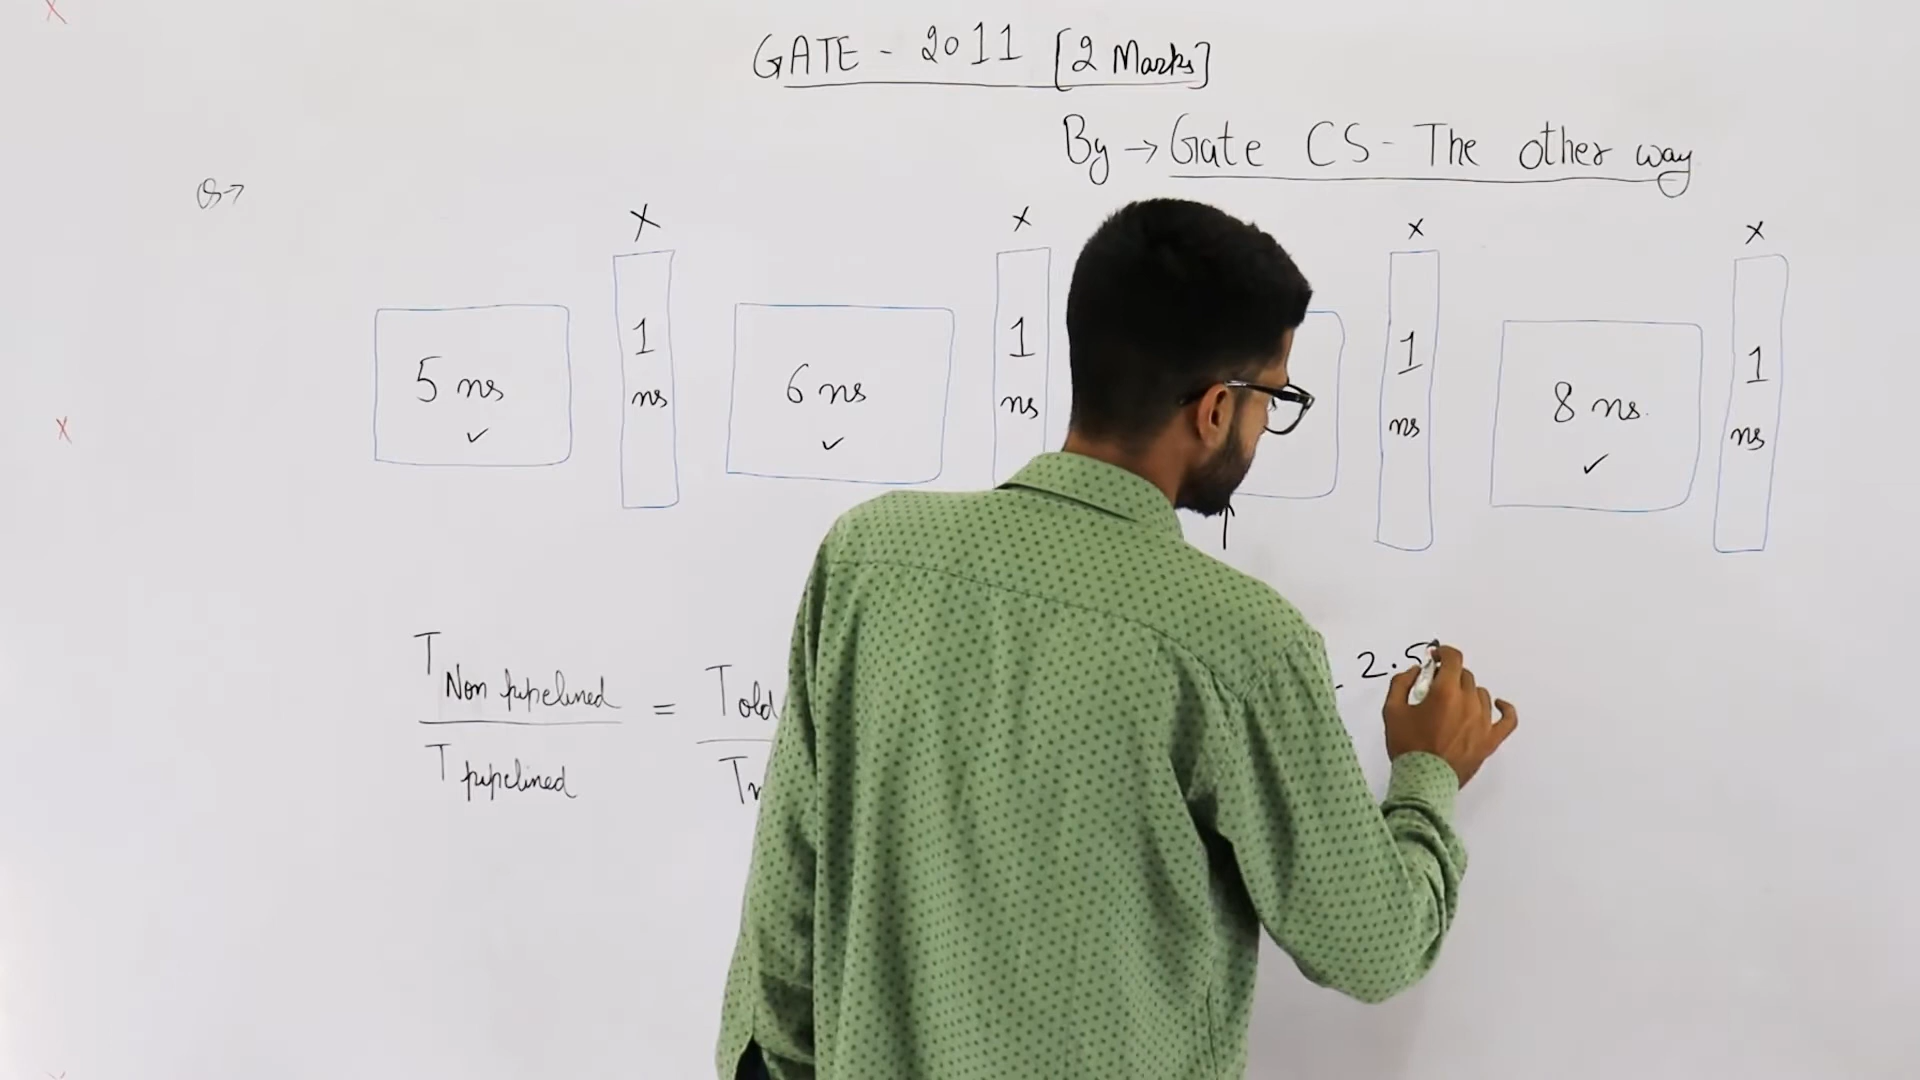 GATE - 2011 [2 Marks]
By → Gate CS - The other way
Q→
X X X X
5 ns 1 ns 6 ns 1 ns 1 ns 8 ns. 1 ns
✓ ✓ ✓
T Non pipelined = T old 2.5
T pipelined